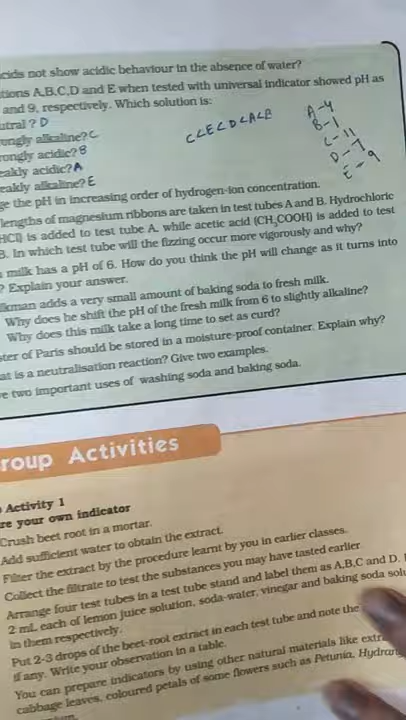 cids not show acidic behaviour in the absence of water?
tions A,B,C,D and E when tested with universal indicator showed pH as
and 9, respectively. Which solution is:
utral ? D
ongly alkaline? C
rongly acidic? B
eakly acidic? A
eakly alkaline? E
C<E<D<A<B
A-4
B-1
C-11
D-7
E-9
ge the pH in increasing order of hydrogen-ion concentration.
lengths of magnesium ribbons are taken in test tubes A and B. Hydrochloric
HCl) is added to test tube A, while acetic acid (CH₃COOH) is added to test
B. In which test tube will the fizzing occur more vigorously and why?
milk has a pH of 6. How do you think the pH will change as it turns into
? Explain your answer.
lkman adds a very small amount of baking soda to fresh milk.
Why does he shift the pH of the fresh milk from 6 to slightly alkaline?
Why does this milk take a long time to set as curd?
ster of Paris should be stored in a moisture-proof container. Explain why?
at is a neutralisation reaction? Give two examples.
e two important uses of washing soda and baking soda.
roup Activities
Activity 1
re your own indicator
Crush beet root in a mortar.
Add sufficient water to obtain the extract.
Filter the extract by the procedure learnt by you in earlier classes.
Collect the filtrate to test the substances you may have tasted earlier.
Arrange four test tubes in a test tube stand and label them as A,B,C and D.
2 mL each of lemon juice solution, soda-water, vinegar and baking soda solu
in them respectively.
Put 2-3 drops of the beet-root extract in each test tube and note the
if any. Write your observation in a table.
You can prepare indicators by using other natural materials like extra
cabbage leaves, coloured petals of some flowers such as Petunia, Hydran